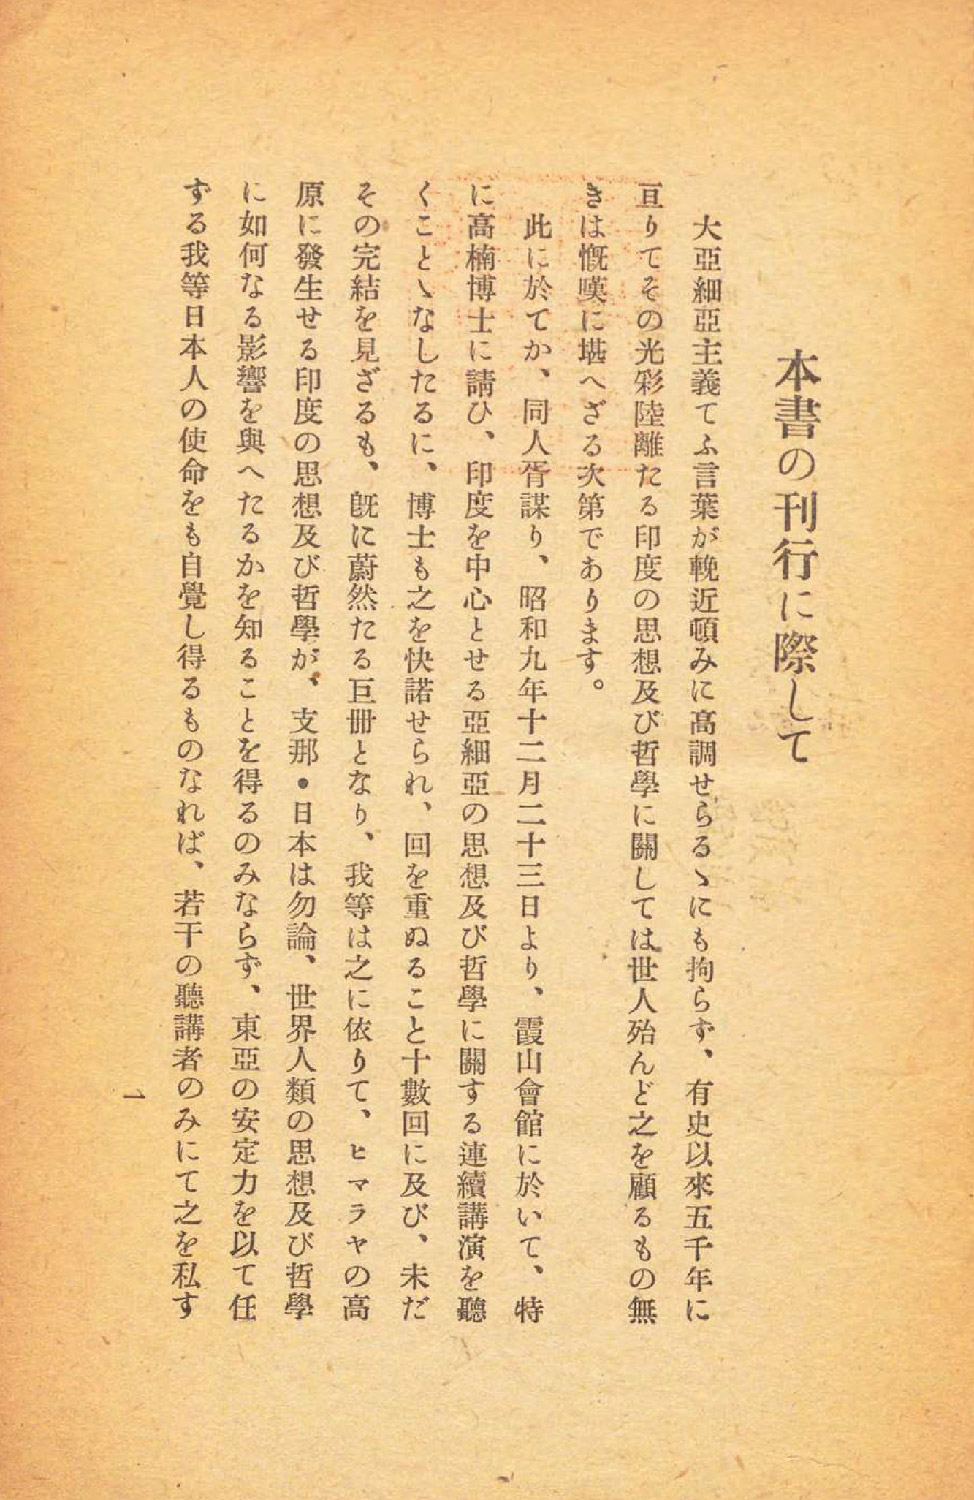 本書の刊行に際して
大亞細亞主義てふ言葉が輓近頓みに高調せらるゝにも拘らず、有史以來五千年に
亘りてその光彩陸離たる印度の思想及び哲學に關しては世人殆んど之を顧るもの無
きは慨嘆に堪へざる次第であります。
此に於てか、同人胥謀り、昭和九年十二月二十三日より、霞山會館に於いて、特
に高楠博士に請ひ、印度を中心とせる亞細亞の思想及び哲學に關する連續講演を聽
くことゝなしたるに、博士も之を快諾せられ、回を重ぬること十數回に及び、未だ
その完結を見ざるも、旣に蔚然たる巨册となり、我等は之に依りて、ヒマラヤの高
原に發生せる印度の思想及び哲學が、支那・日本は勿論、世界人類の思想及び哲學
に如何なる影響を與へたるかを知ることを得るのみならず、東亞の安定力を以て任
ずる我等日本人の使命をも自覺し得るものなれば、若干の聽講者のみにて之を私す
一